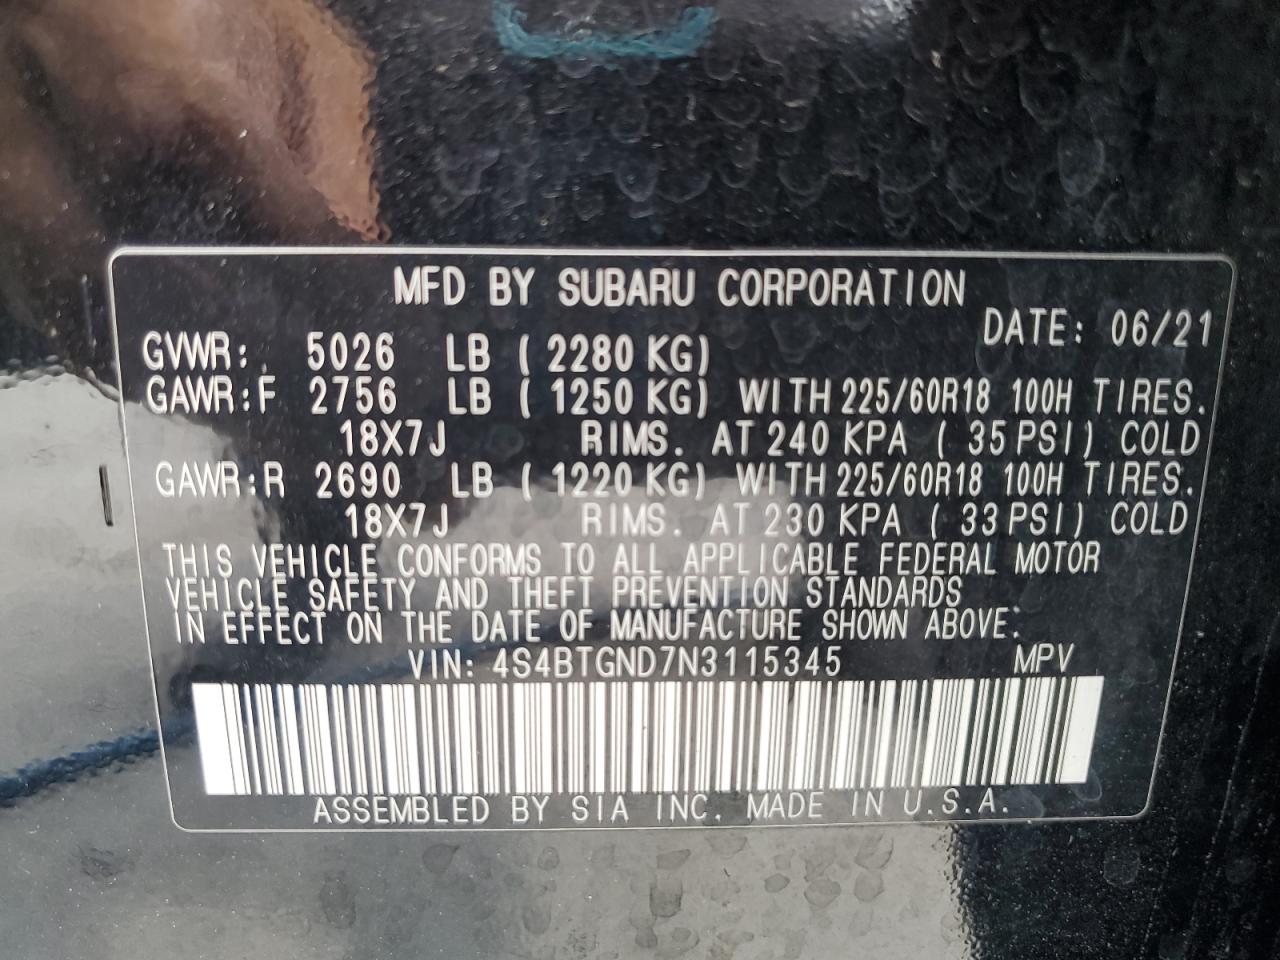 MFD BY SUBARU CORPORATION
DATE: 06/21
GVWR: 5026 LB ( 2280 KG)
GAWR:F 2756 LB ( 1250 KG) WITH 225/60R18 100H TIRES.
18X7J RIMS. AT 240 KPA ( 35 PSI) COLD
GAWR:R 2690 LB ( 1220 KG) WITH 225/60R18 100H TIRES.
18X7J RIMS. AT 230 KPA ( 33 PSI) COLD
THIS VEHICLE CONFORMS TO ALL APPLICABLE FEDERAL MOTOR
VEHICLE SAFETY AND THEFT PREVENTION STANDARDS
IN EFFECT ON THE DATE OF MANUFACTURE SHOWN ABOVE.
VIN: 4S4BTGND7N3115345 MPV
ASSEMBLED BY SIA INC. MADE IN U.S.A.